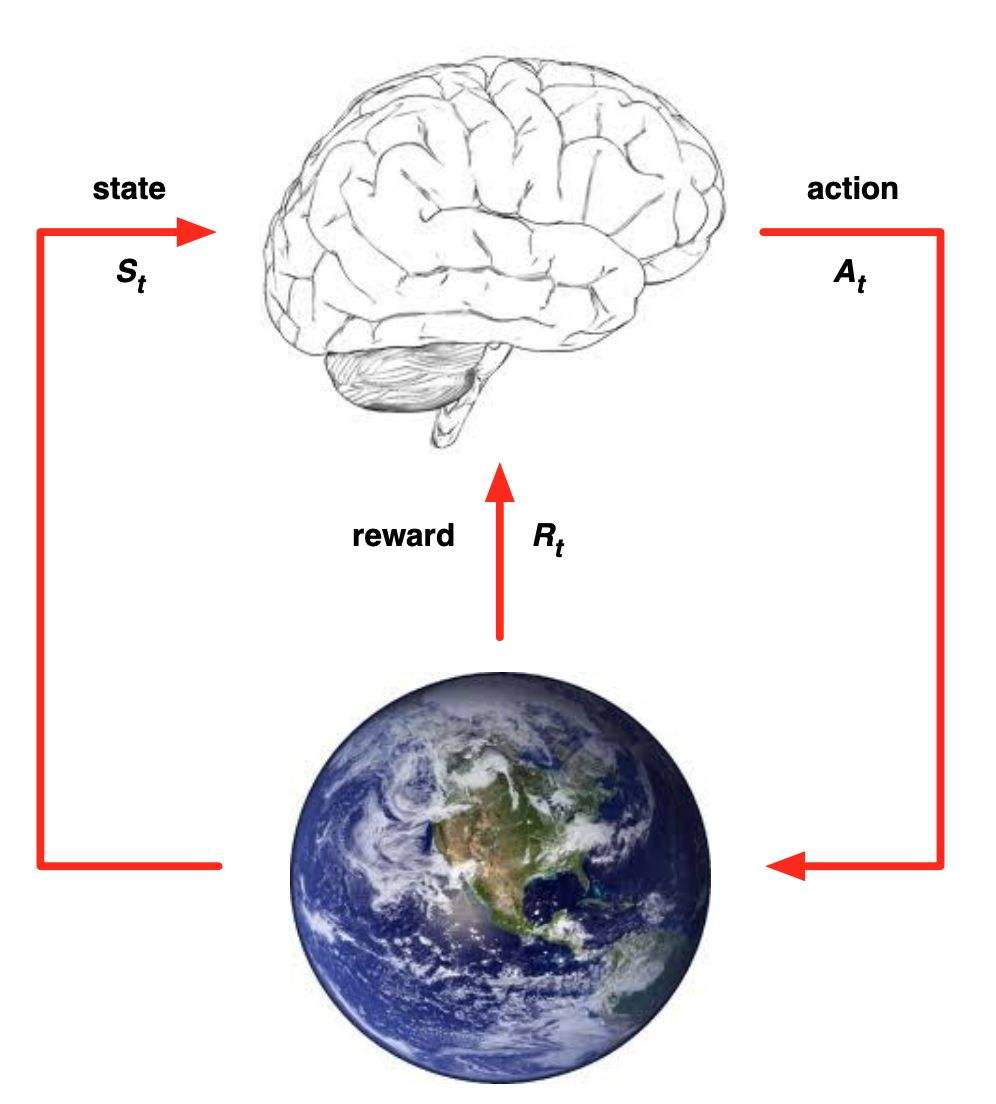 state
S_t
action
A_t
reward
R_t